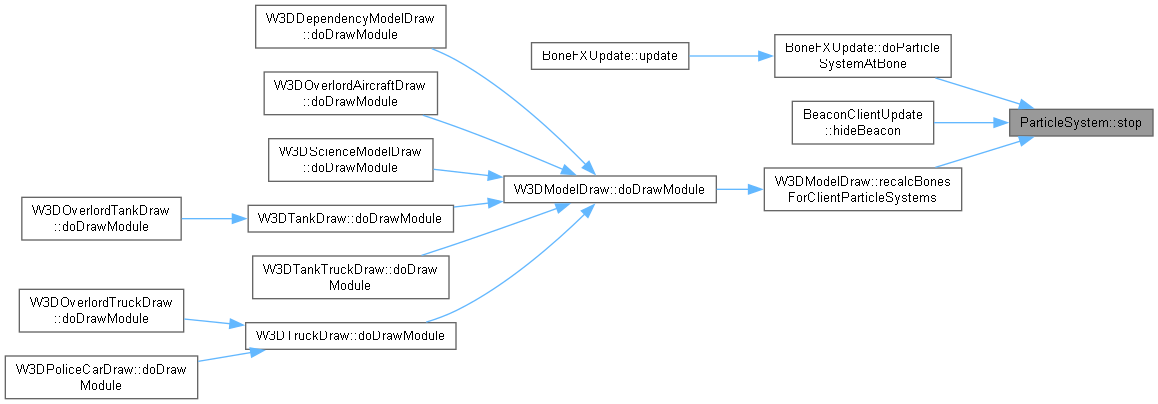 W3DDependencyModelDraw
::doDrawModule
W3DOverlordAircraftDraw
::doDrawModule
W3DScienceModelDraw
::doDrawModule
W3DOverlordTankDraw
::doDrawModule
W3DTankDraw::doDrawModule
W3DTankTruckDraw::doDraw
Module
W3DOverlordTruckDraw
::doDrawModule
W3DTruckDraw::doDrawModule
W3DPoliceCarDraw::doDraw
Module
W3DModelDraw::doDrawModule
BoneFXUpdate::update
BoneFXUpdate::doParticle
SystemAtBone
BeaconClientUpdate
::hideBeacon
W3DModelDraw::recalcBones
ForClientParticleSystems
ParticleSystem::stop